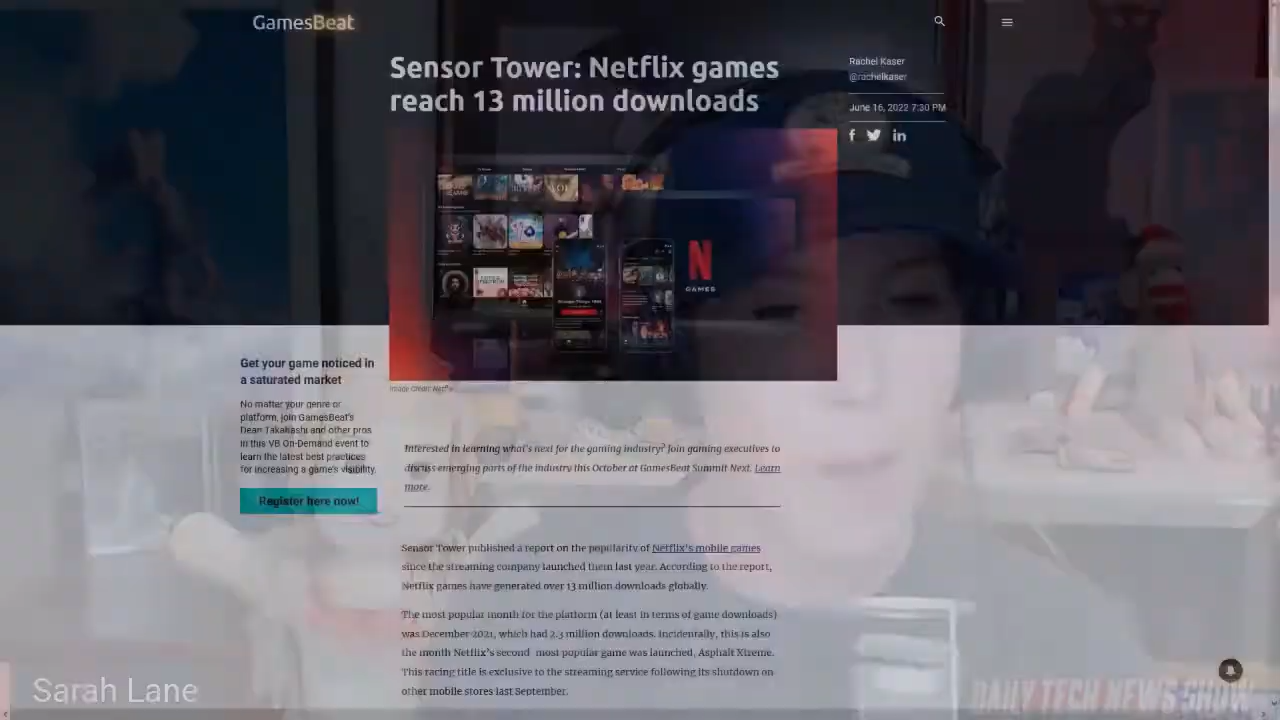 GamesBeat
Sensor Tower: Netflix games
reach 13 million downloads
Rachel Kaser
@rachelkaser
June 16, 2022 7:30 PM
N
GAMES
Get your game noticed in
a saturated market
No matter your genre or
platform, join GamesBeat's
Dean Takahashi and other pros
in this VB On-Demand event to
learn the latest best practices
for increasing a game's visibility.
Register here now!
Image Credit: Netflix
Interested in learning what's next for the gaming industry? Join gaming executives to
discuss emerging parts of the industry this October at GamesBeat Summit Next. Learn
more.
Sensor Tower published a report on the popularity of Netflix's mobile games
since the streaming company launched them last year. According to the report,
Netflix games have generated over 13 million downloads globally.
The most popular month for the platform (at least in terms of game downloads)
was December 2021, which had 2.3 million downloads. Incidentally, this is also
the month Netflix's second most popular game was launched, Asphalt Xtreme.
This racing title is exclusive to the streaming service following its shutdown on
other mobile stores last September.
Sarah Lane
DAILY TECH NEWS SHOW